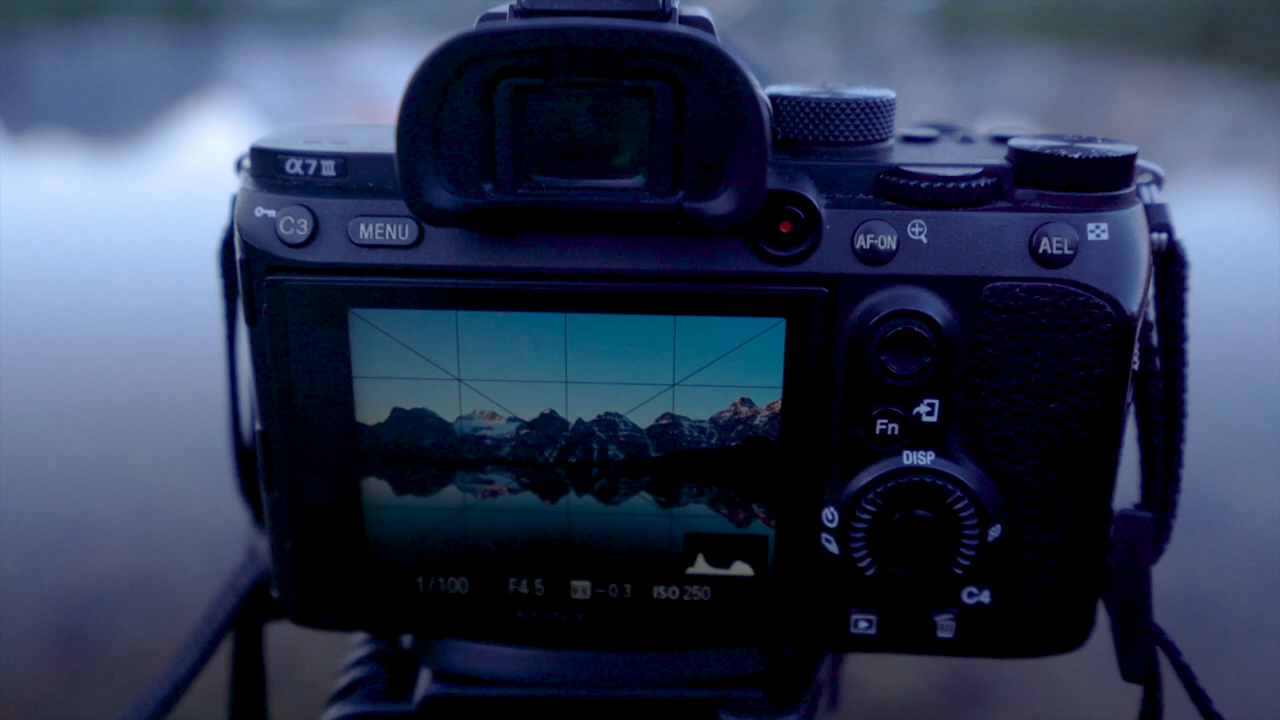 α7III
C3 MENU AF-ON AEL
Fn
DISP
1/100 F4.5 -0.3 ISO 250
C4